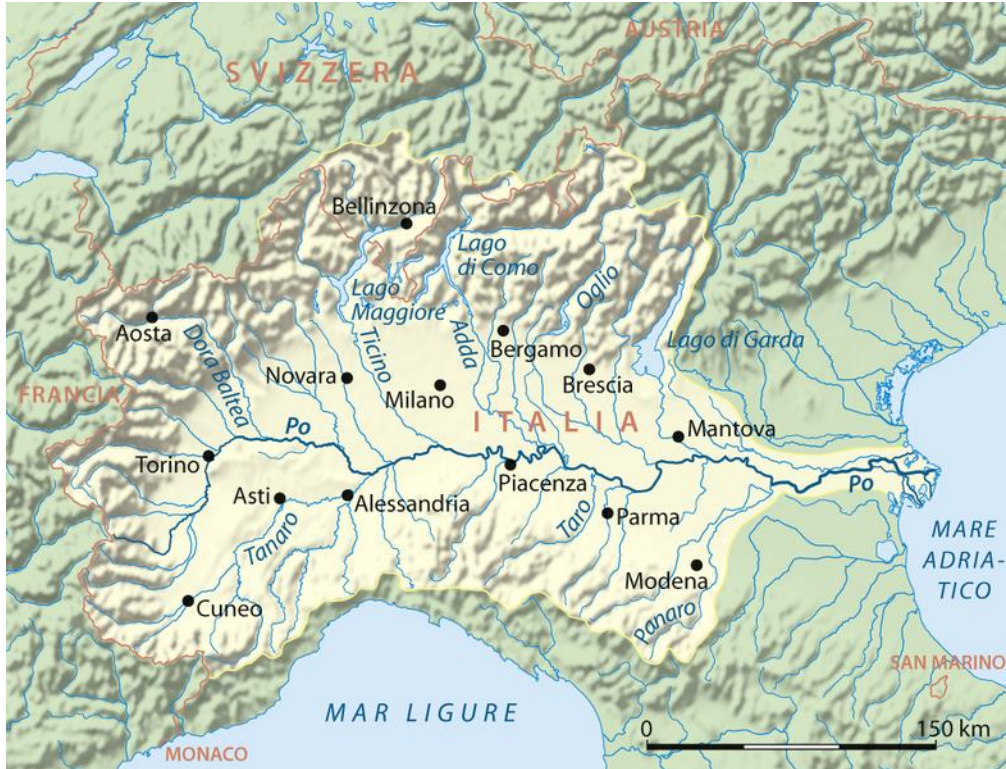 AUSTRIA
SVIZZERA
Bellinzona
Lago
di Como
Lago
Maggiore
Oglio
Aosta
Dora Baltea
Ticino
Adda
Bergamo
Lago di Garda
FRANCIA
Novara
Milano
Brescia
ITALIA
Po
Mantova
Torino
Asti
Alessandria
Piacenza
Po
Tanaro
Taro
Parma
MARE
ADRIA-
TICO
Modena
Cuneo
Panaro
SAN MARINO
MAR LIGURE
0 150 km
MONACO